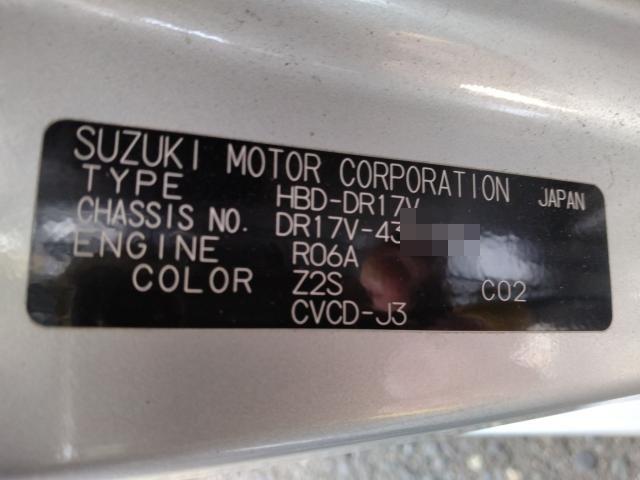 SUZUKI MOTOR CORPORATION JAPAN
TYPE HBD-DR17V
CHASSIS NO. DR17V-43
ENGINE R06A
COLOR Z2S C02
CVCD-J3